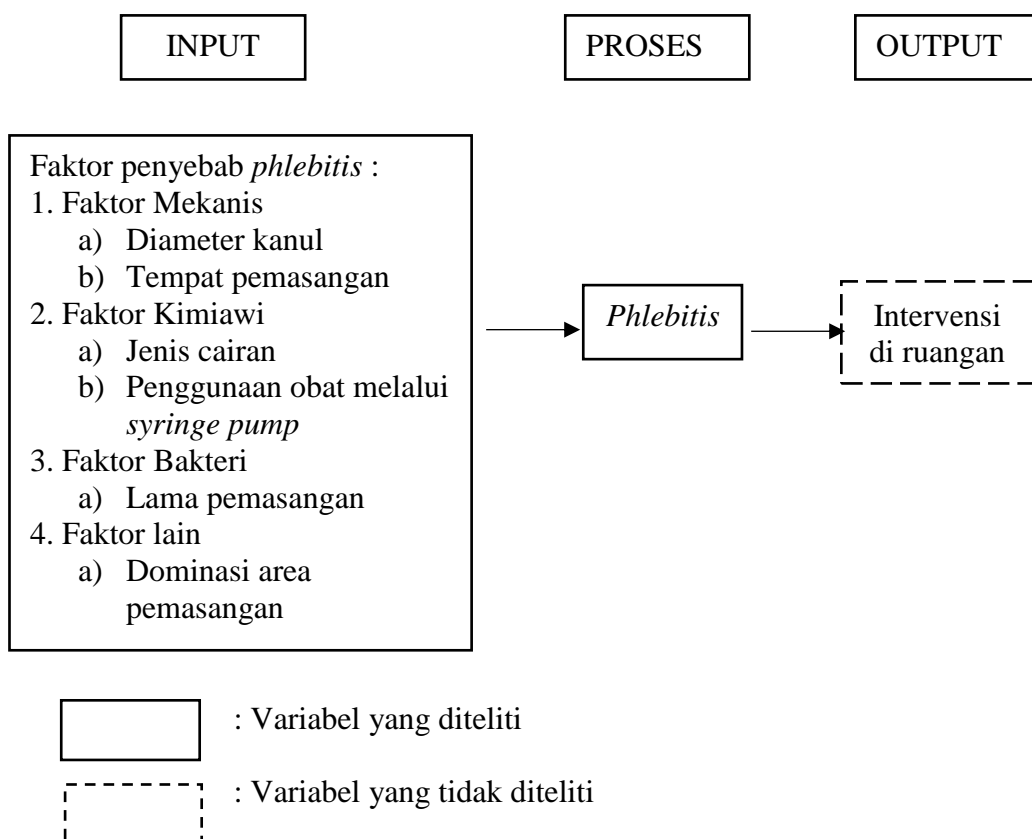 INPUT
PROSES
OUTPUT
Faktor penyebab phlebitis :
1. Faktor Mekanis
a) Diameter kanul
b) Tempat pemasangan
2. Faktor Kimiawi
a) Jenis cairan
b) Penggunaan obat melalui
syringe pump
3. Faktor Bakteri
a) Lama pemasangan
4. Faktor lain
a) Dominasi area
pemasangan
Phlebitis
Intervensi
di ruangan
: Variabel yang diteliti
: Variabel yang tidak diteliti